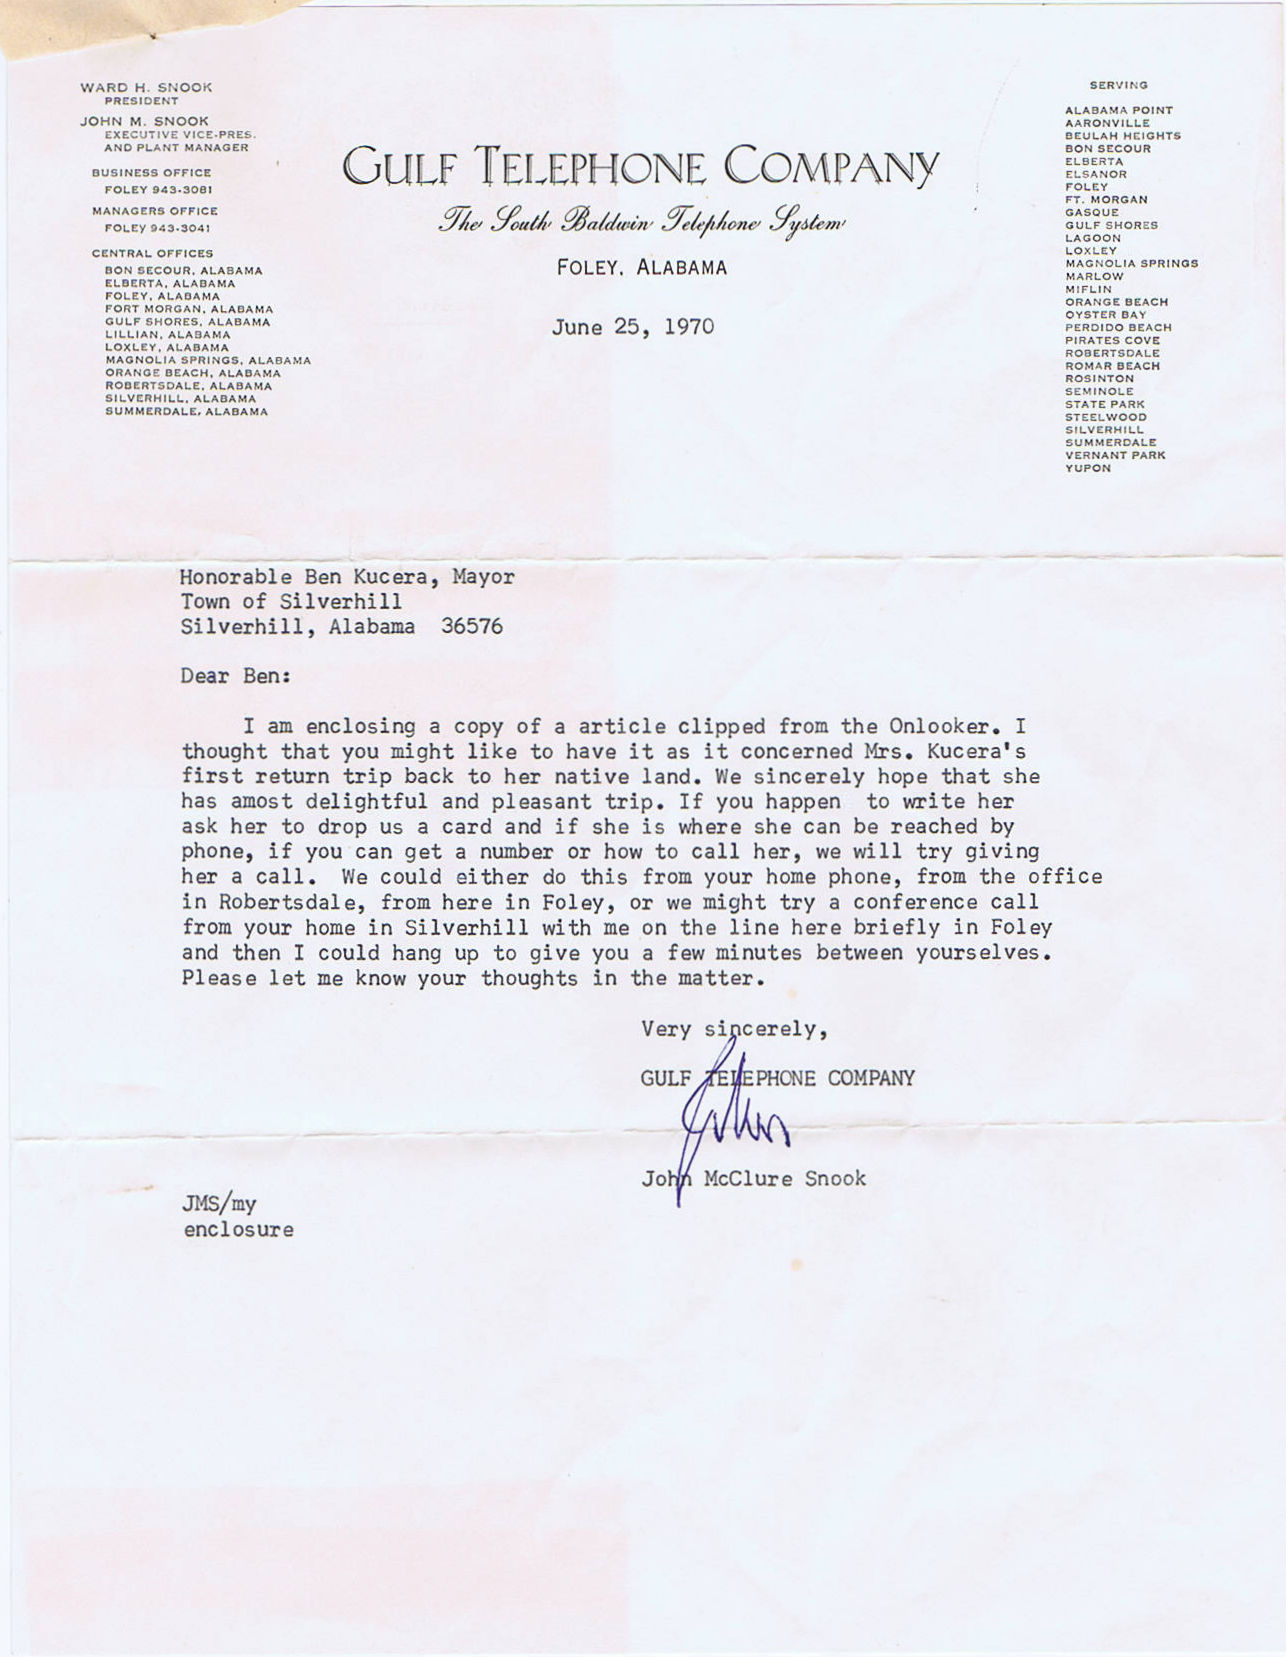 WARD H. SNOOK
PRESIDENT
JOHN M. SNOOK
EXECUTIVE VICE-PRES.
AND PLANT MANAGER
BUSINESS OFFICE
FOLEY 943-3081
MANAGERS OFFICE
FOLEY 943-3041
CENTRAL OFFICES
BON SECOUR, ALABAMA
ELBERTA, ALABAMA
FOLEY, ALABAMA
FORT MORGAN, ALABAMA
GULF SHORES, ALABAMA
LILLIAN, ALABAMA
LOXLEY, ALABAMA
MAGNOLIA SPRINGS, ALABAMA
ORANGE BEACH, ALABAMA
ROBERTSDALE, ALABAMA
SILVERHILL, ALABAMA
SUMMERDALE, ALABAMA
GULF TELEPHONE COMPANY
The South Baldwin Telephone System
FOLEY, ALABAMA
June 25, 1970
SERVING
ALABAMA POINT
AARONVILLE
BEULAH HEIGHTS
BON SECOUR
ELBERTA
ELSANOR
FOLEY
FT. MORGAN
GASQUE
GULF SHORES
LAGOON
LOXLEY
MAGNOLIA SPRINGS
MARLOW
MIFLIN
ORANGE BEACH
OYSTER BAY
PERDIDO BEACH
PIRATES COVE
ROBERTSDALE
ROMAR BEACH
ROSINTON
SEMINOLE
STATE PARK
STEELWOOD
SILVERHILL
SUMMERDALE
VERNANT PARK
YUPON
Honorable Ben Kucera, Mayor
Town of Silverhill
Silverhill, Alabama  36576
Dear Ben:
I am enclosing a copy of a article clipped from the Onlooker. I
thought that you might like to have it as it concerned Mrs. Kucera's
first return trip back to her native land. We sincerely hope that she
has amost delightful and pleasant trip. If you happen  to write her
ask her to drop us a card and if she is where she can be reached by
phone, if you can get a number or how to call her, we will try giving
her a call.  We could either do this from your home phone, from the office
in Robertsdale, from here in Foley, or we might try a conference call
from your home in Silverhill with me on the line here briefly in Foley
and then I could hang up to give you a few minutes between yourselves.
Please let me know your thoughts in the matter.
Very sincerely,
GULF TELEPHONE COMPANY
John
John McClure Snook
JMS/my
enclosure